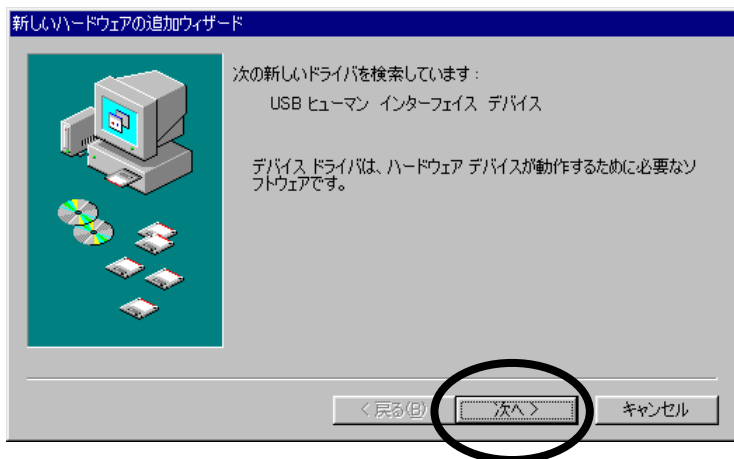 新しいハードウェアの追加ウィザード
次の新しいドライバを検索しています :
USB ヒューマン インターフェイス デバイス
デバイス ドライバは、ハードウェア デバイスが動作するために必要なソ
フトウェアです。
< 戻る(B)
次へ >
キャンセル